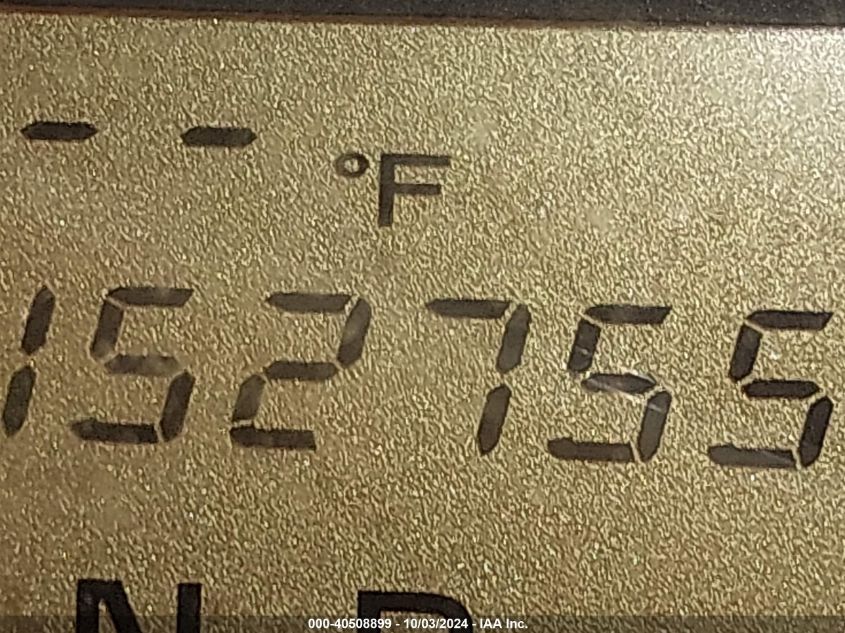 -- °F
152755
N D
000-40508899 - 10/03/2024 - IAA Inc.